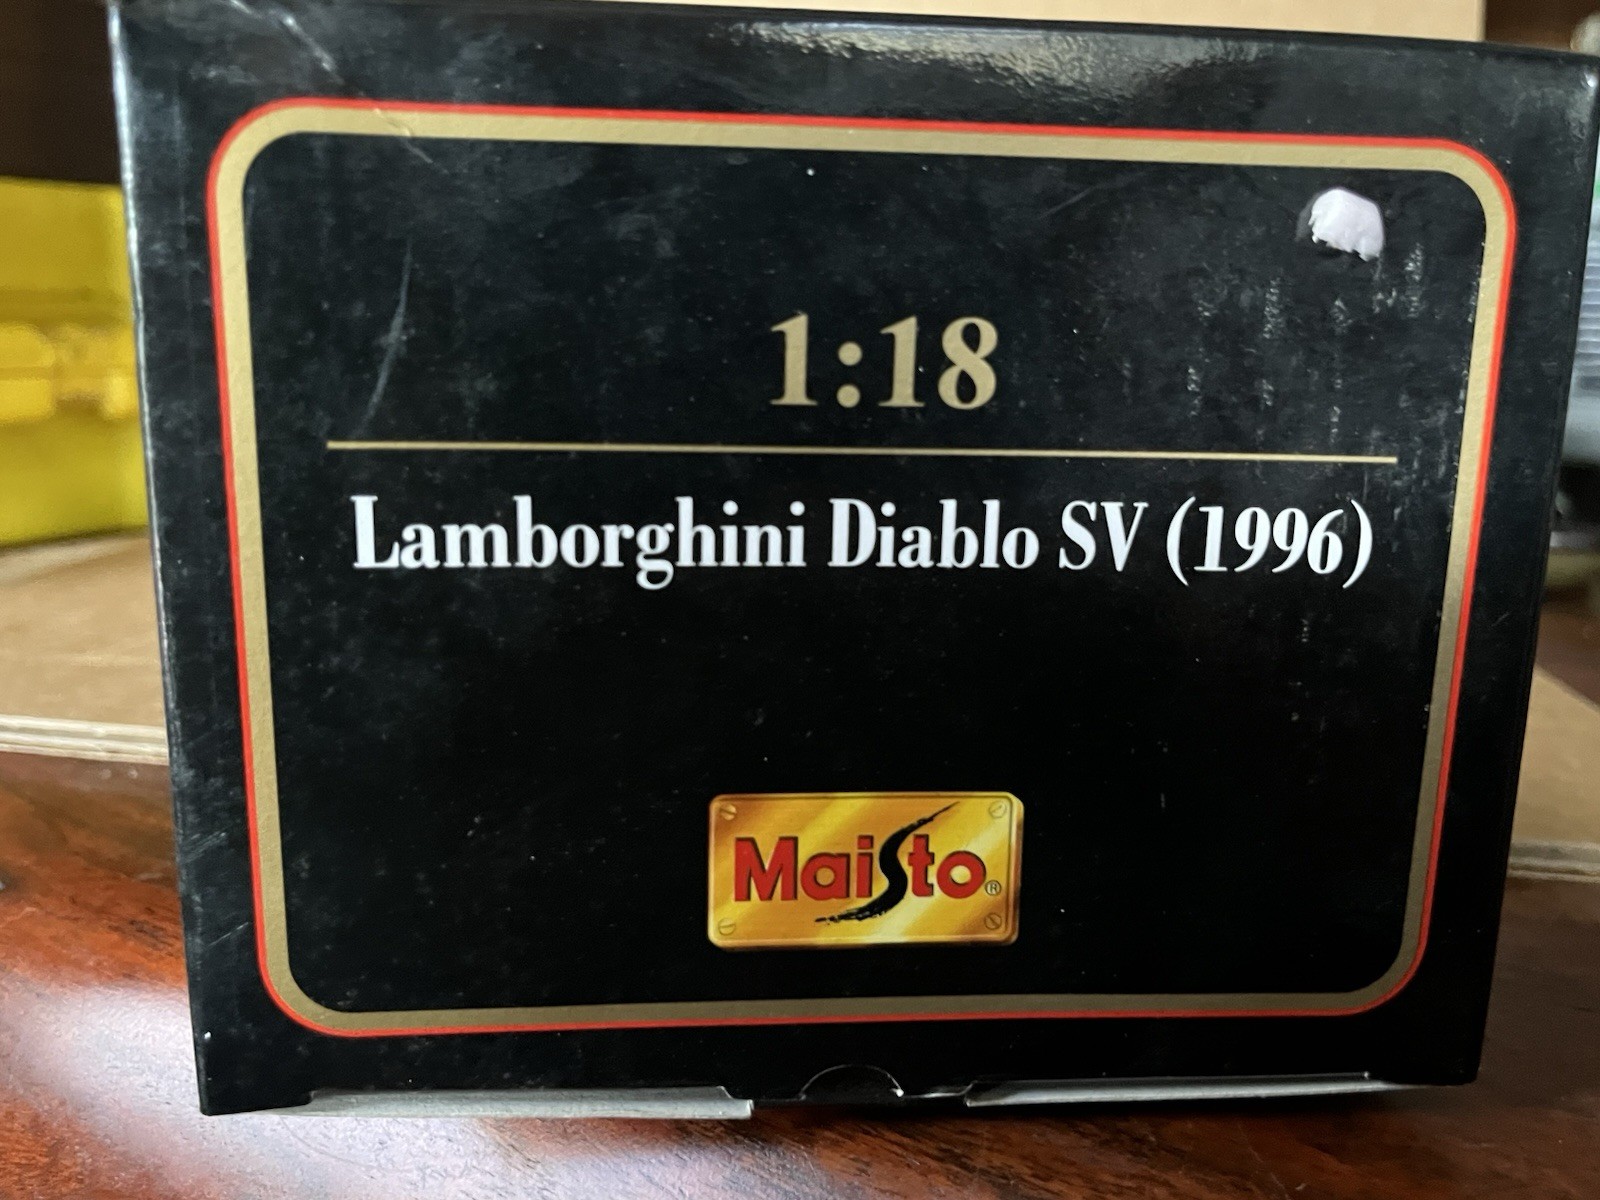 1:18
Lamborghini Diablo SV (1996)
Maisto®